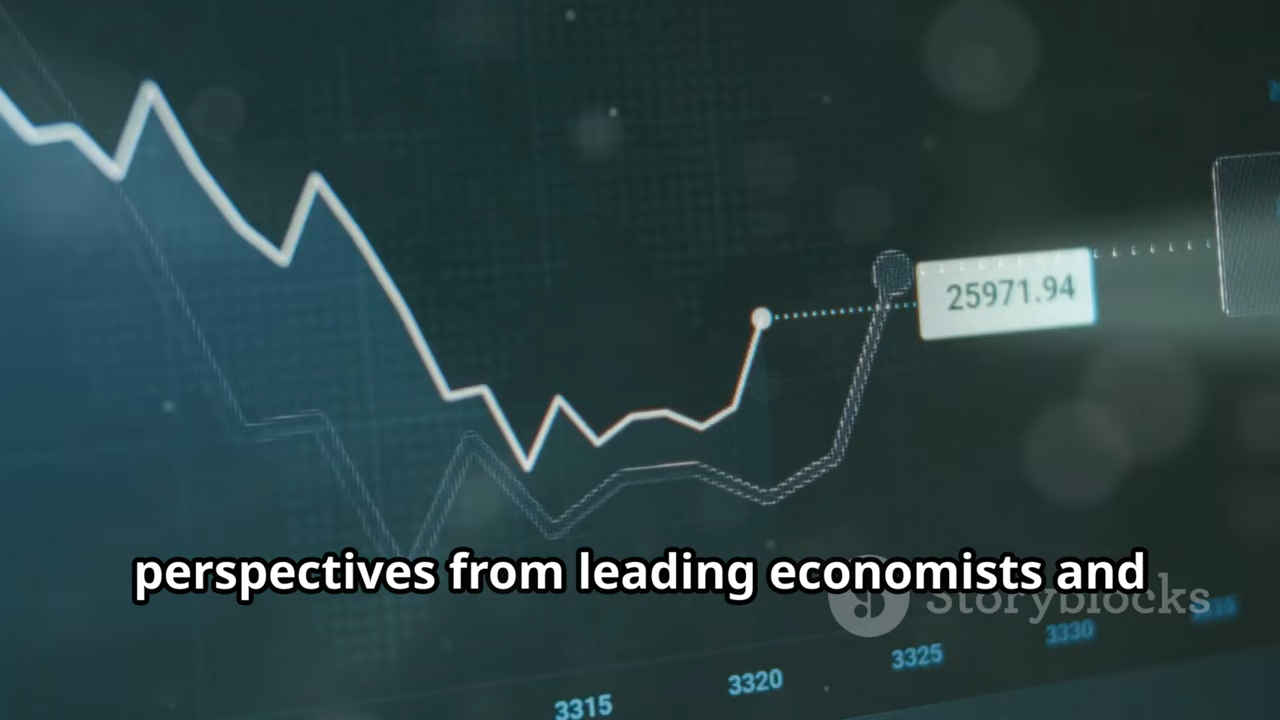 25971.94
perspectives from leading economists and
Storyblocks
3315
3320
3325
3330